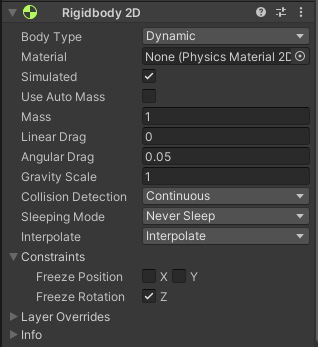 Rigidbody 2D
Body Type Dynamic
Material None (Physics Material 2D
Simulated
Use Auto Mass
Mass 1
Linear Drag 0
Angular Drag 0.05
Gravity Scale 1
Collision Detection Continuous
Sleeping Mode Never Sleep
Interpolate Interpolate
Constraints
Freeze Position X Y
Freeze Rotation Z
Layer Overrides
Info